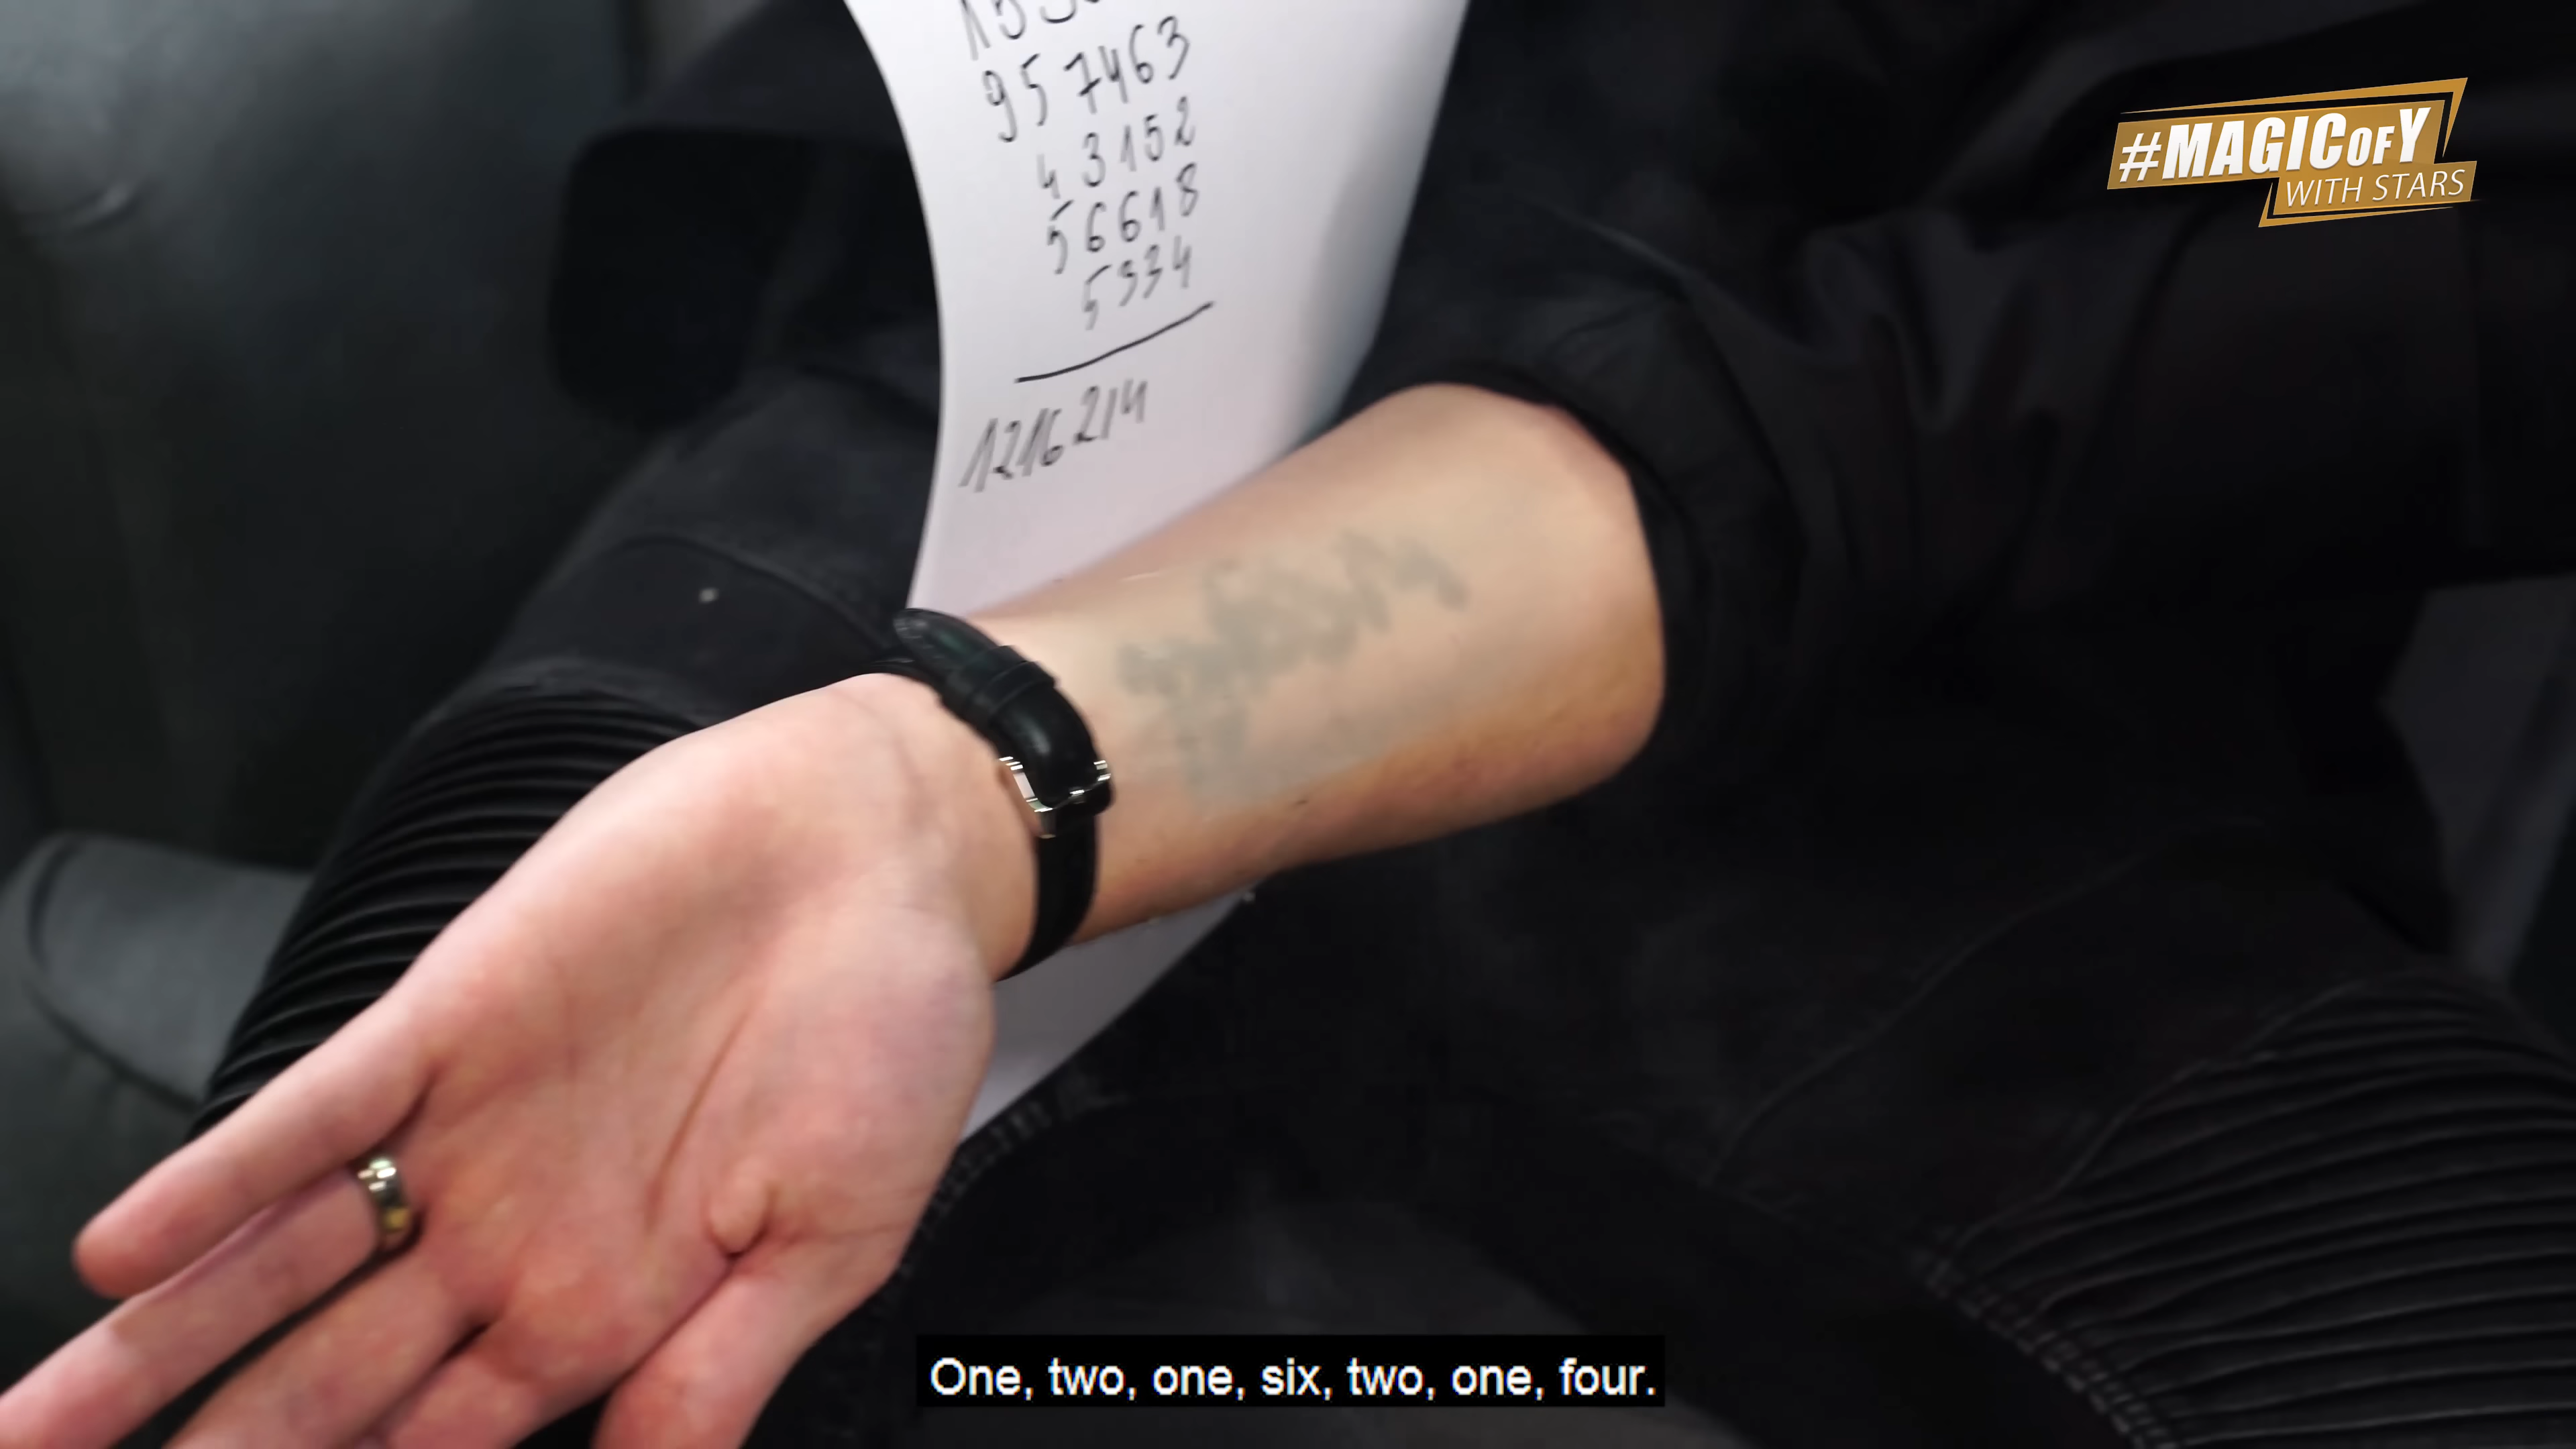 957463
43152
56618
5934
1216214
#MAGICOFY
WITH STARS
One, two, one, six, two, one, four.